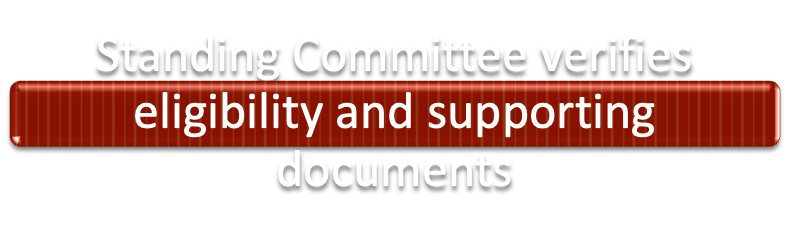 Standing Committee verifies
eligibility and supporting
documents